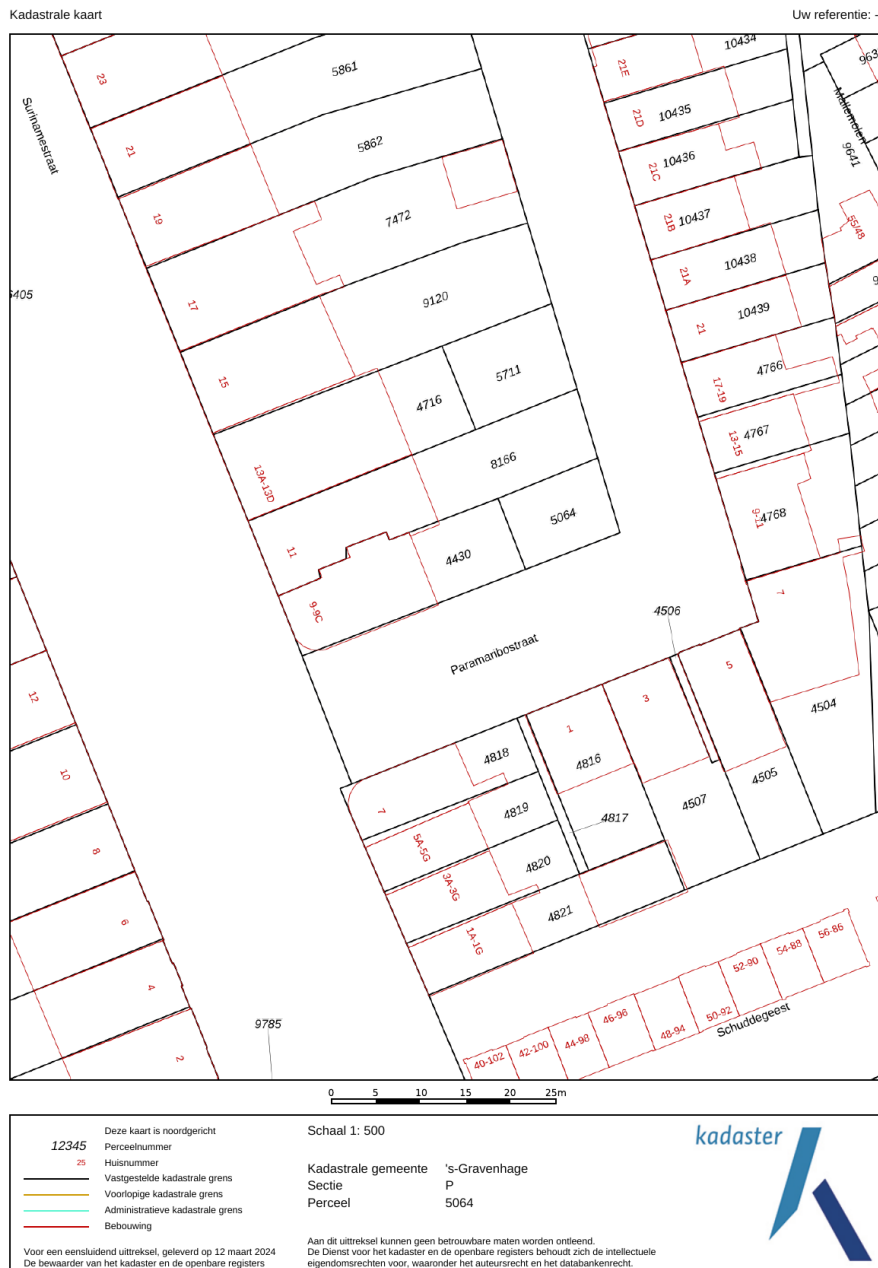 Kadastrale kaart
Uw referentie: -
Surinamestraat
23
5861
21E
10434
Mallemolen
9641
21
5862
21D
10435
21C
10436
19
7472
21B
10437
55/48
17
9120
21A
10438
6405
21
10439
15
4716
5711
17-19
4766
13A-13D
8166
13-15
4767
11
4430
5064
9-11
4768
9-9C
Paramaribostraat
4506
7
12
5
3
4504
10
1
4818
4816
7
4819
4817
4507
4505
8
5A-5G
4820
3A-3G
6
4821
1A-1G
4
56-86
54-88
52-90
9785
46-96
50-92
Schuddegeest
2
40-102
42-100
44-98
48-94
0 5 10 15 20 25m
Deze kaart is noordgericht
12345 Perceelnummer
25 Huisnummer
Vastgestelde kadastrale grens
Voorlopige kadastrale grens
Administratieve kadastrale grens
Bebouwing
Voor een eensluidend uittreksel, geleverd op 12 maart 2024
De bewaarder van het kadaster en de openbare registers
Schaal 1: 500
Kadastrale gemeente 's-Gravenhage
Sectie P
Perceel 5064
Aan dit uittreksel kunnen geen betrouwbare maten worden ontleend.
De Dienst voor het kadaster en de openbare registers behoudt zich de intellectuele
eigendomsrechten voor, waaronder het auteursrecht en het databankenrecht.
kadaster